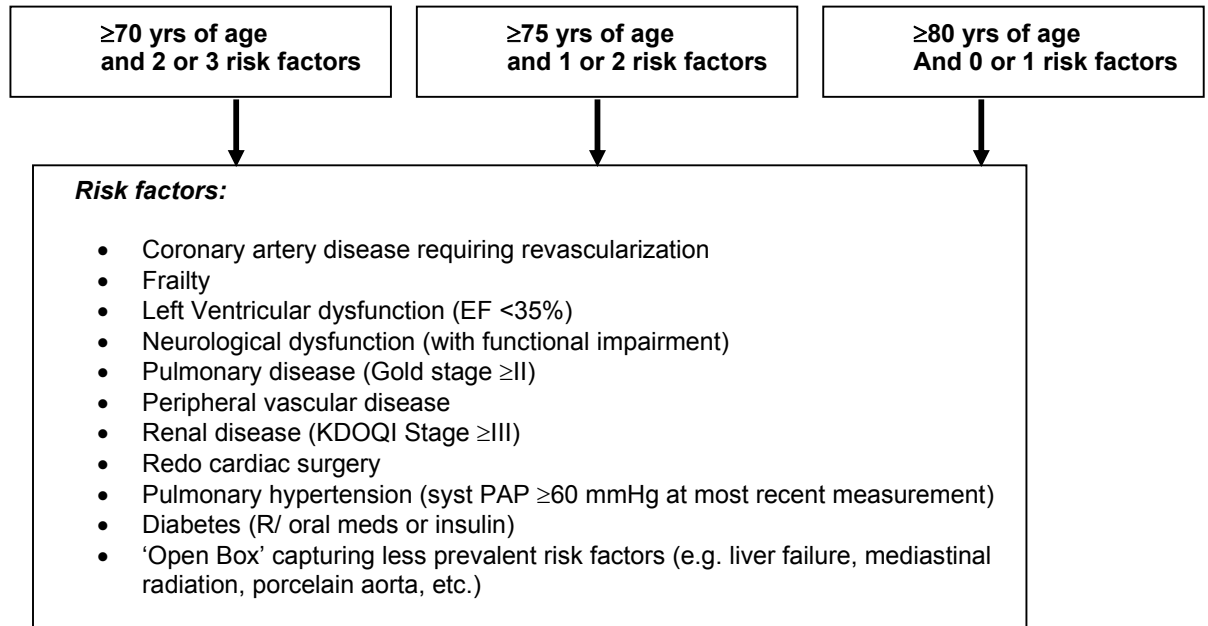 ≥70 yrs of age
and 2 or 3 risk factors
≥75 yrs of age
and 1 or 2 risk factors
≥80 yrs of age
And 0 or 1 risk factors
Risk factors:
• Coronary artery disease requiring revascularization
• Frailty
• Left Ventricular dysfunction (EF <35%)
• Neurological dysfunction (with functional impairment)
• Pulmonary disease (Gold stage ≥II)
• Peripheral vascular disease
• Renal disease (KDOQI Stage ≥III)
• Redo cardiac surgery
• Pulmonary hypertension (syst PAP ≥60 mmHg at most recent measurement)
• Diabetes (R/ oral meds or insulin)
• ‘Open Box’ capturing less prevalent risk factors (e.g. liver failure, mediastinal
radiation, porcelain aorta, etc.)